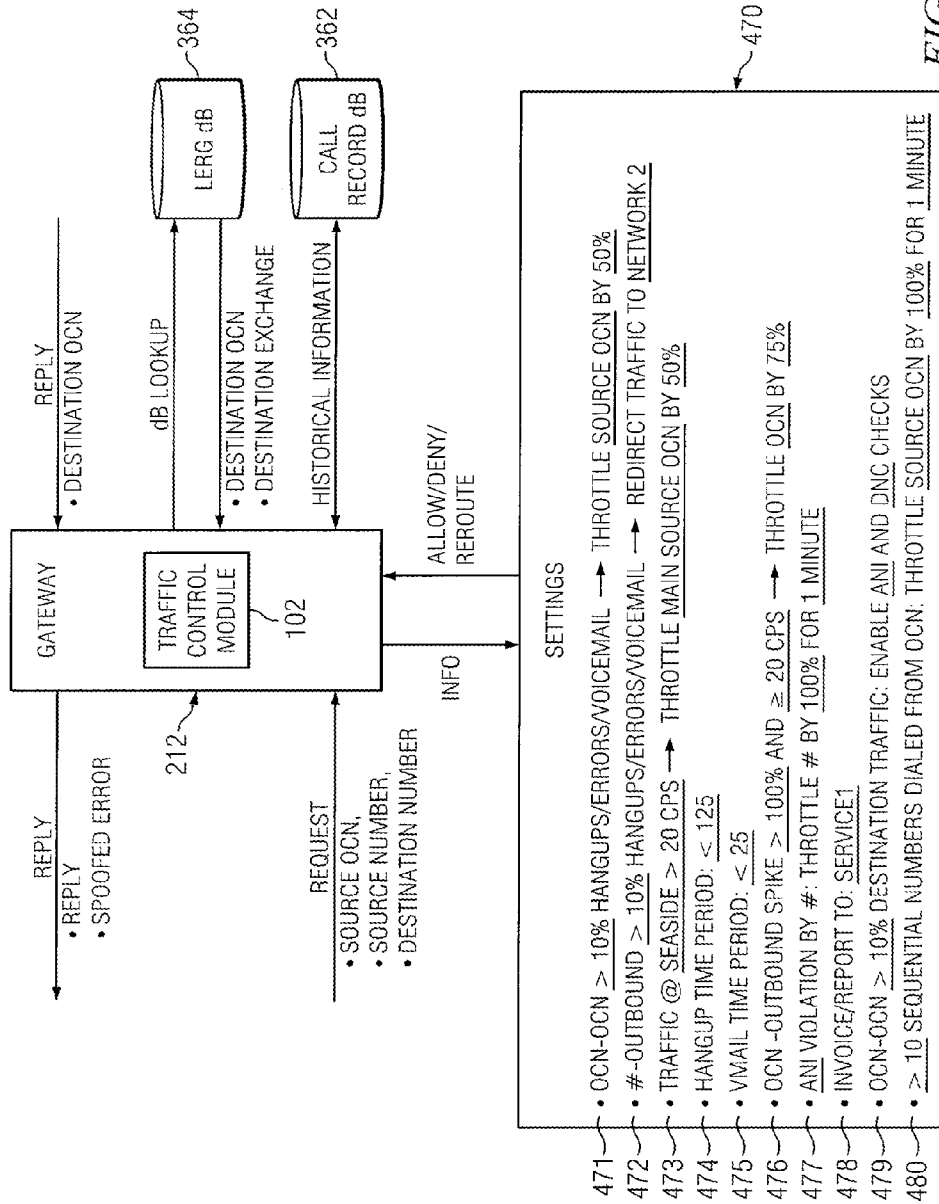 REPLY
• REPLY
• SPOOFED ERROR
REQUEST
• SOURCE OCN,
• SOURCE NUMBER,
• DESTINATION NUMBER
212
GATEWAY
TRAFFIC
CONTROL
MODULE
102
REPLY
• DESTINATION OCN
dB LOOKUP
• DESTINATION OCN
• DESTINATION EXCHANGE
HISTORICAL INFORMATION
LERG dB
364
CALL
RECORD dB
362
INFO
ALLOW/DENY/
REROUTE
SETTINGS
470
471 • OCN-OCN > 10% HANGUPS/ERRORS/VOICEMAIL → THROTTLE SOURCE OCN BY 50%
472 • #-OUTBOUND > 10% HANGUPS/ERRORS/VOICEMAIL → REDIRECT TRAFFIC TO NETWORK 2
473 • TRAFFIC @ SEASIDE > 20 CPS → THROTTLE MAIN SOURCE OCN BY 50%
474 • HANGUP TIME PERIOD: < 125
475 • VMAIL TIME PERIOD: < 25
476 • OCN -OUTBOUND SPIKE > 100% AND ≥ 20 CPS → THROTTLE OCN BY 75%
477 • ANI VIOLATION BY #: THROTTLE # BY 100% FOR 1 MINUTE
478 • INVOICE/REPORT TO: SERVICE1
479 • OCN-OCN > 10% DESTINATION TRAFFIC: ENABLE ANI AND DNC CHECKS
480 • > 10 SEQUENTIAL NUMBERS DIALED FROM OCN: THROTTLE SOURCE OCN BY 100% FOR 1 MINUTE